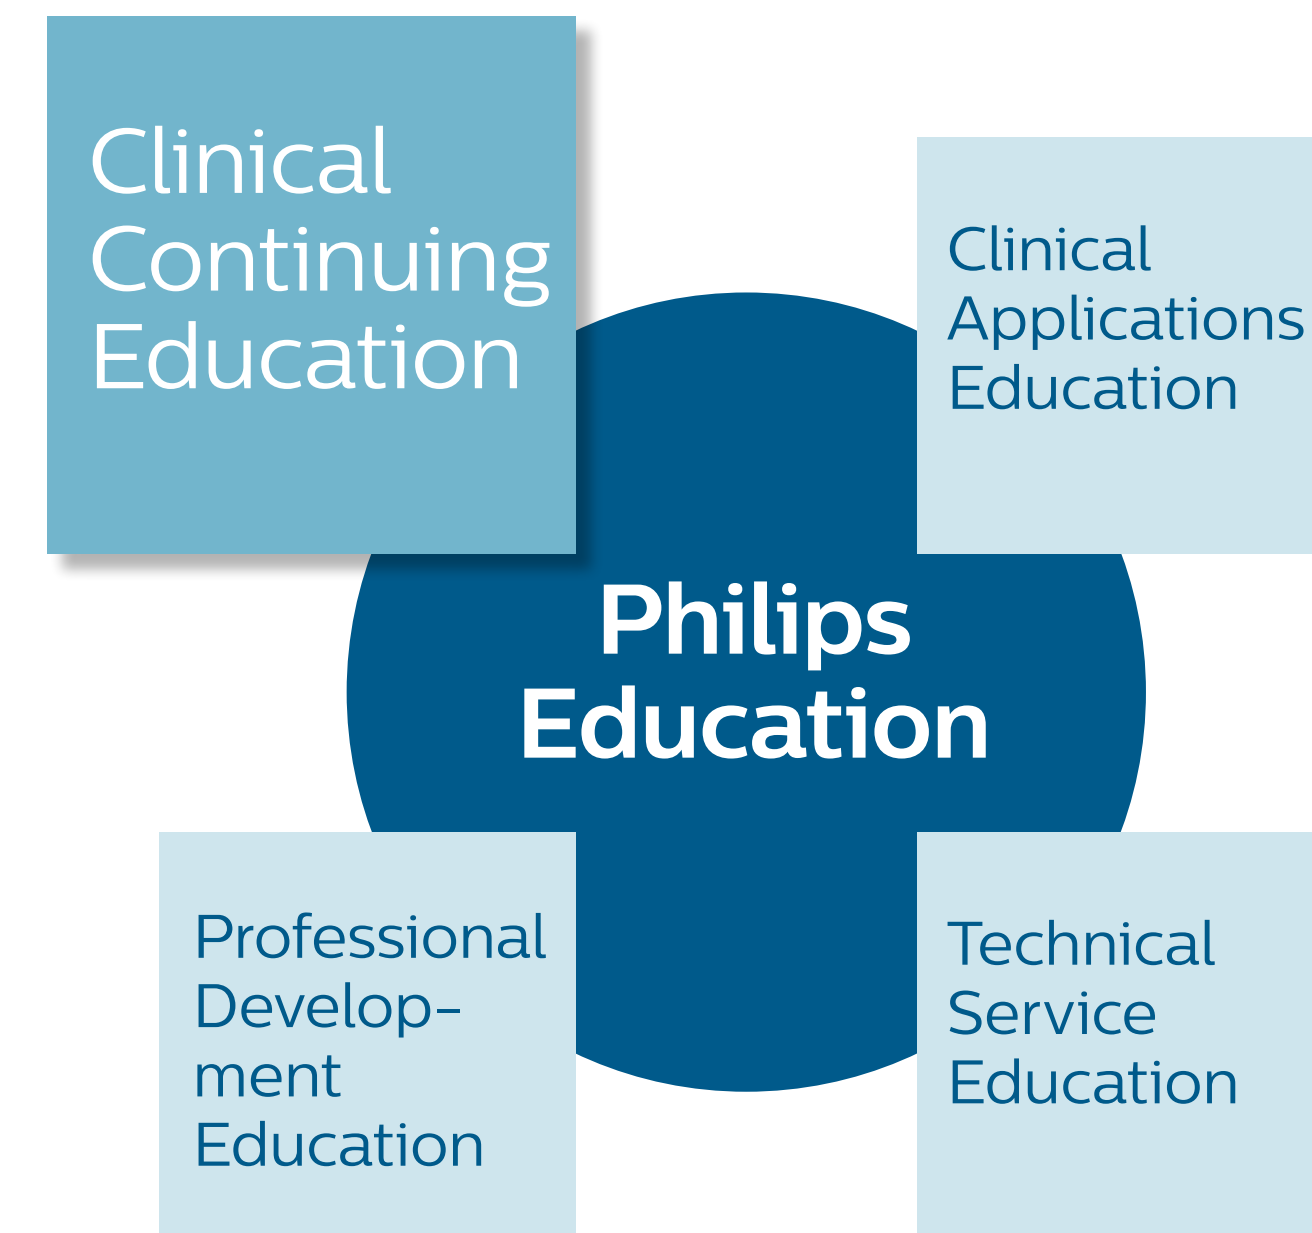 Clinical
Continuing
Education
Clinical
Applications
Education
Philips
Education
Professional
Develop-
ment
Education
Technical
Service
Education